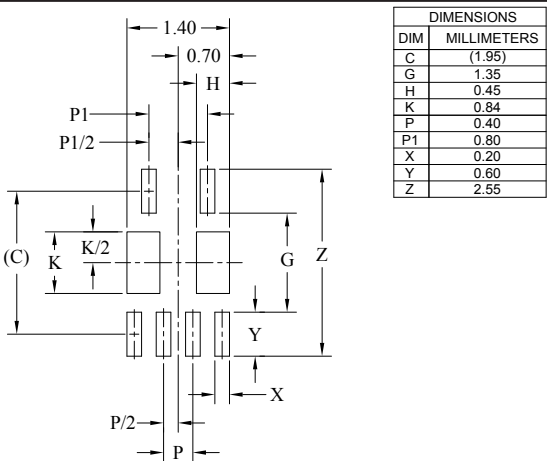 1.40
0.70
H
P1
P1/2
(C)
K
K/2
G
Z
Y
X
P/2
P
DIMENSIONS
DIM MILLIMETERS
C (1.95)
G 1.35
H 0.45
K 0.84
P 0.40
P1 0.80
X 0.20
Y 0.60
Z 2.55